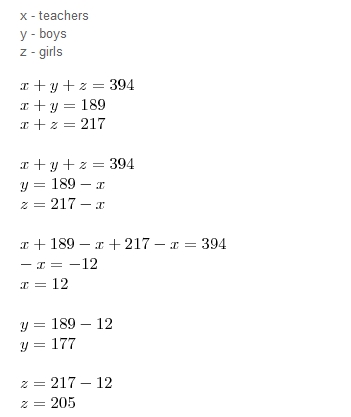 x - teachers
y - boys
z - girls
x + y + z = 394
x + y = 189
x + z = 217
x + y + z = 394
y = 189 − x
z = 217 − x
x + 189 − x + 217 − x = 394
− x = −12
x = 12
y = 189 − 12
y = 177
z = 217 − 12
z = 205